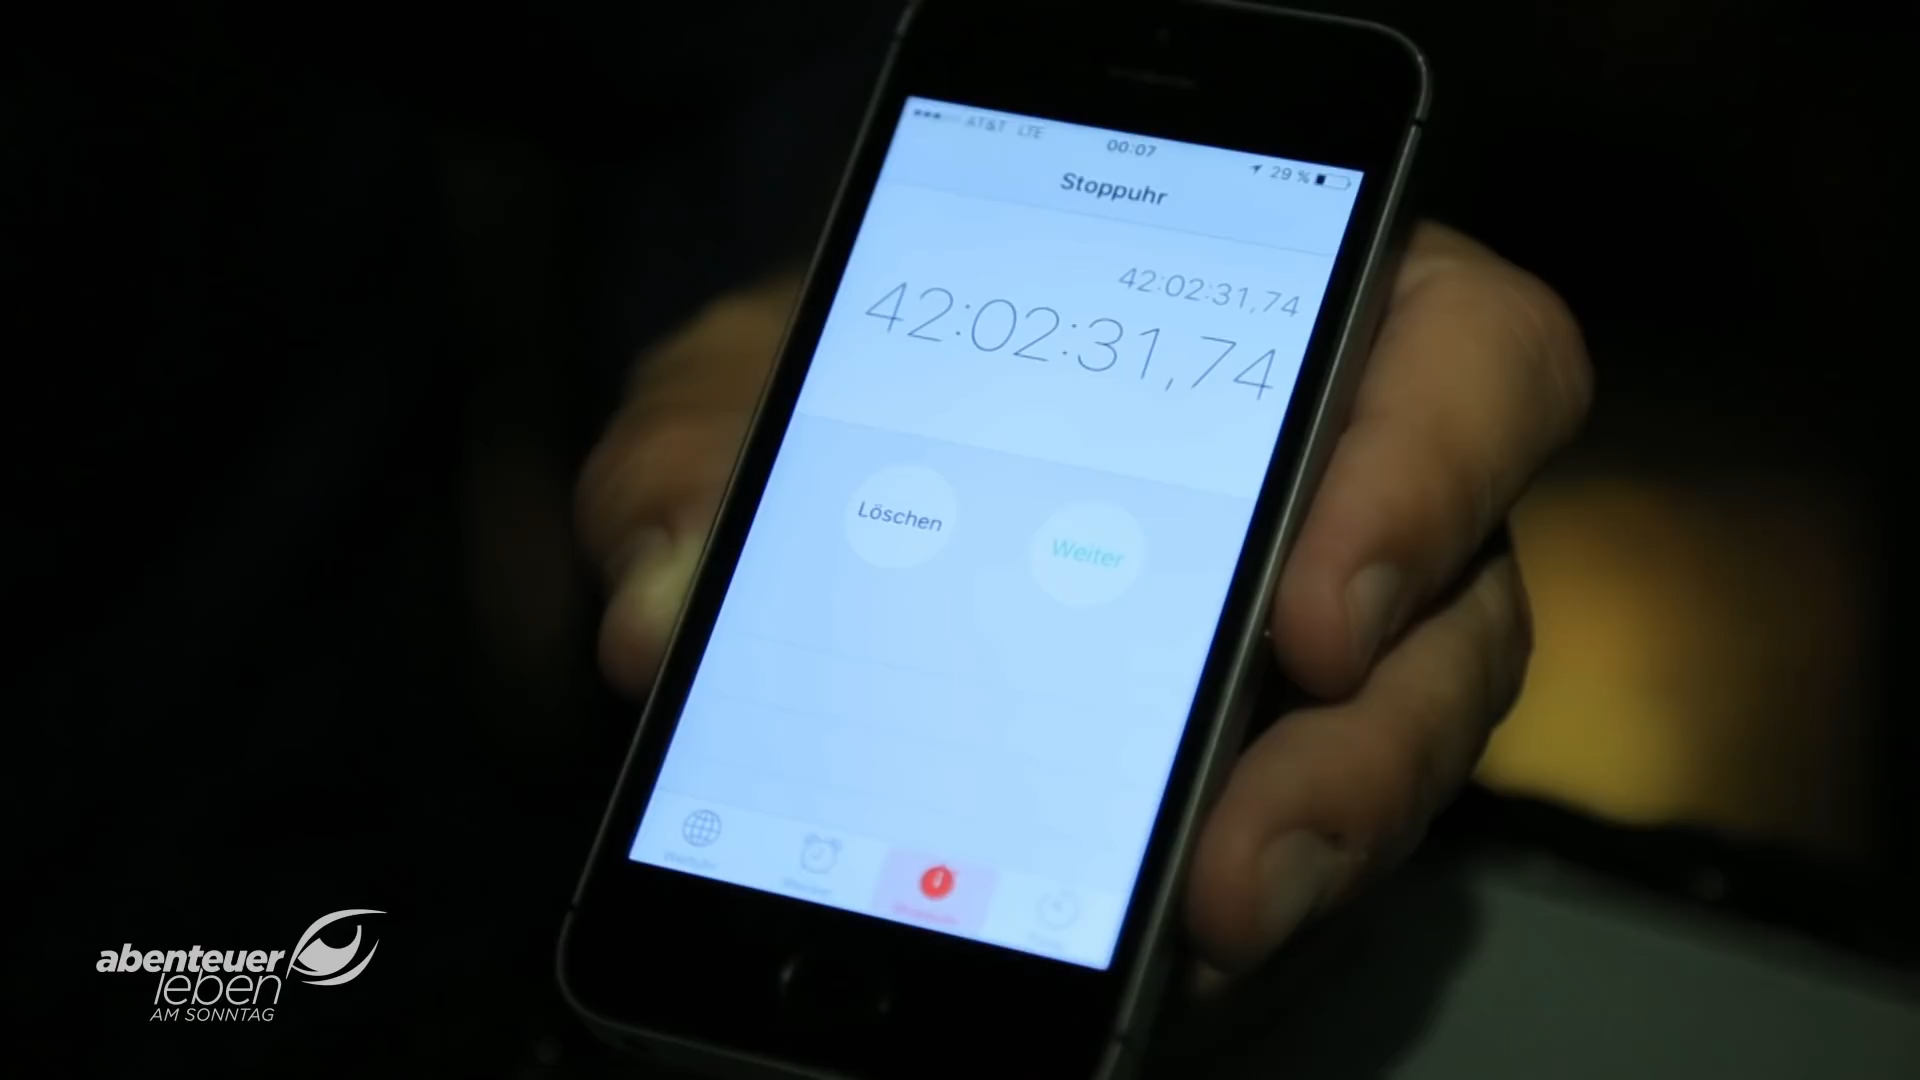 AT&T LTE
00:07
29 %
Stoppuhr
42:02:31,74
42:02:31,74
Löschen
Weiter
abenteuer
leben
AM SONNTAG